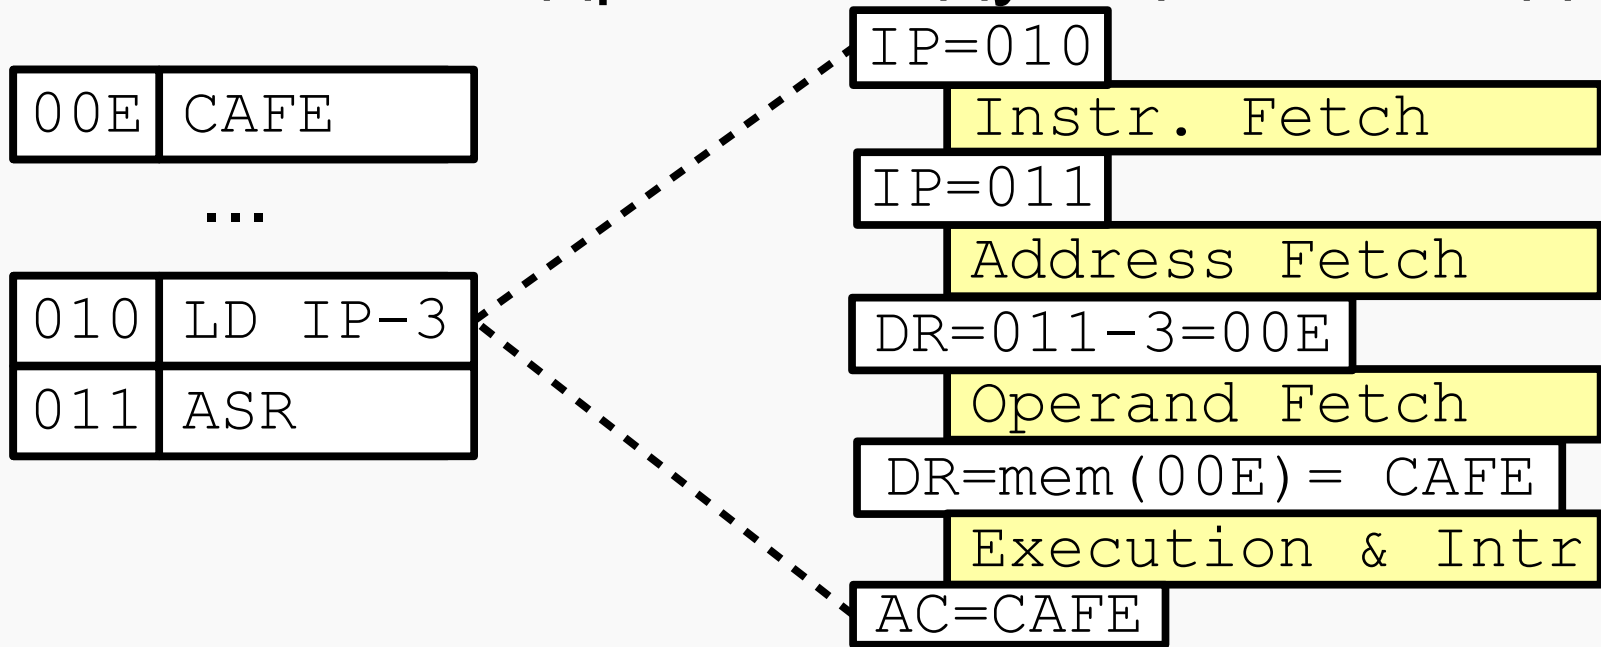 00E CAFE
...
010 LD IP-3
011 ASR
IP=010
Instr. Fetch
IP=011
Address Fetch
DR=011-3=00E
Operand Fetch
DR=mem(00E)= CAFE
Execution & Intr
AC=CAFE